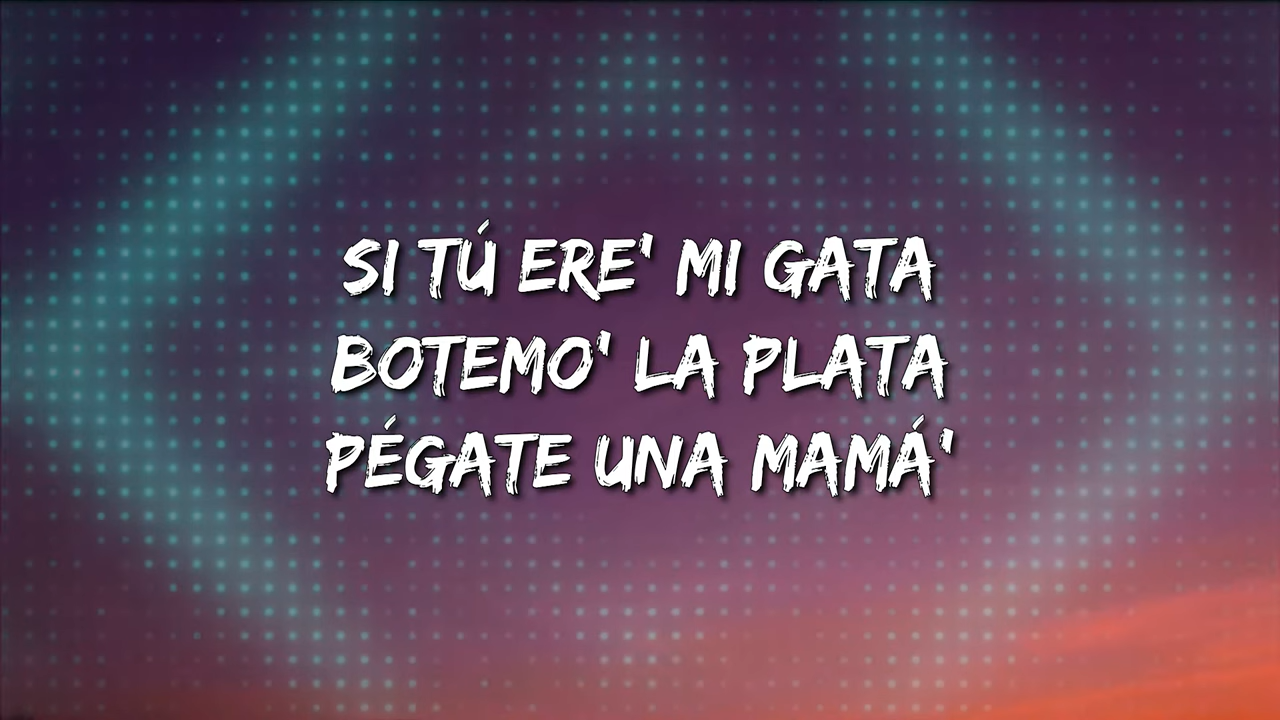 SI TÚ ERE' MI GATA
BOTEMO' LA PLATA
PÉGATE UNA MAMÁ'